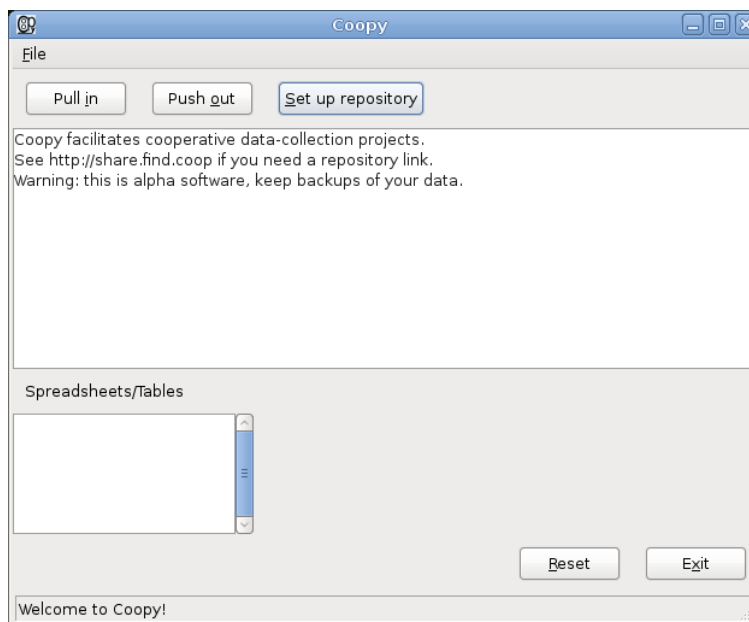 Coopy
File
Pull in
Push out
Set up repository
Coopy facilitates cooperative data-collection projects.
See http://share.find.coop if you need a repository link.
Warning: this is alpha software, keep backups of your data.
Spreadsheets/Tables
Reset
Exit
Welcome to Coopy!